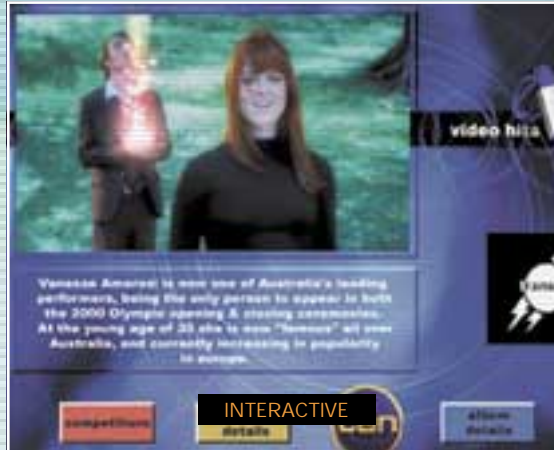 video hits
Vanessa Amorosi is now one of Australia's leading
performers, being the only person to appear in both
the 2000 Olympic opening & closing ceremonies.
At the young age of 20 she is now "famous" all over
Australia, and currently increasing in popularity
in europe.
competitions
INTERACTIVE
details
ten
album
details